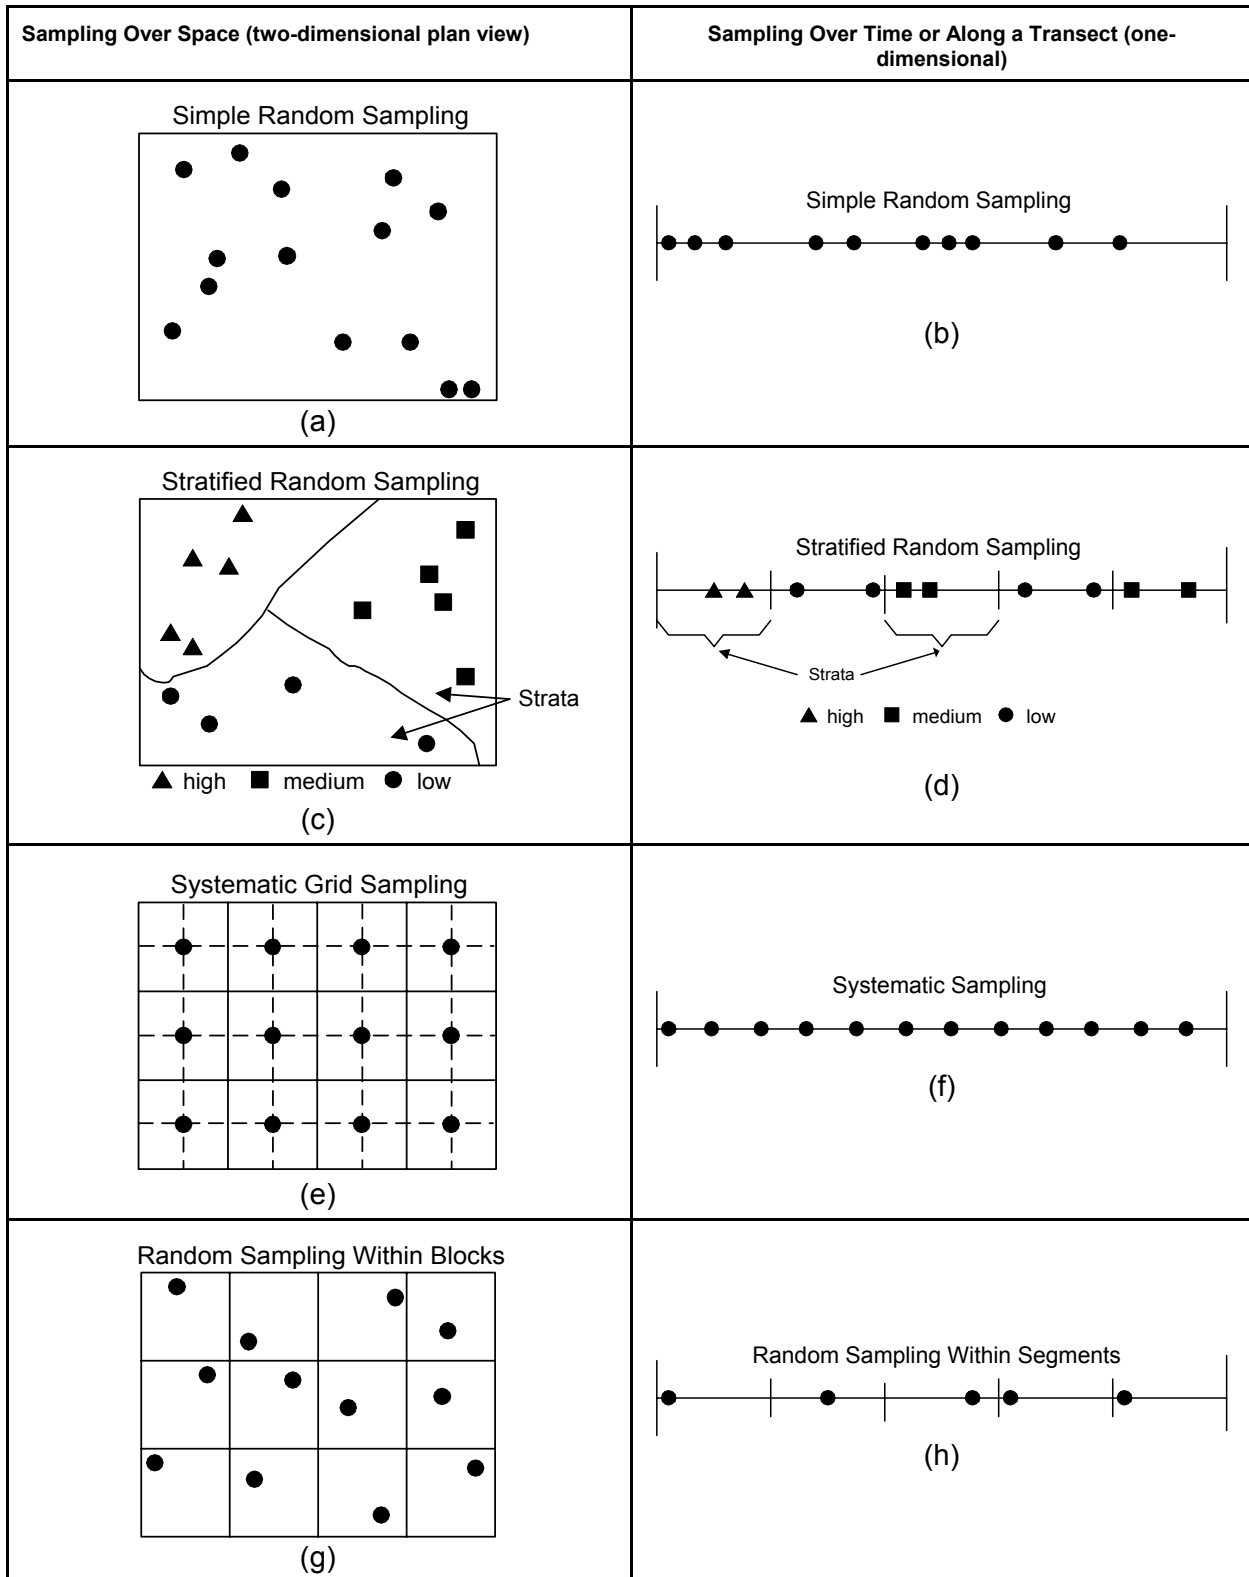 Sampling Over Space (two-dimensional plan view)
Sampling Over Time or Along a Transect (one-
dimensional)
Simple Random Sampling
(a)
Simple Random Sampling
(b)
Stratified Random Sampling
Strata
high medium low
(c)
Stratified Random Sampling
Strata
high medium low
(d)
Systematic Grid Sampling
(e)
Systematic Sampling
(f)
Random Sampling Within Blocks
(g)
Random Sampling Within Segments
(h)